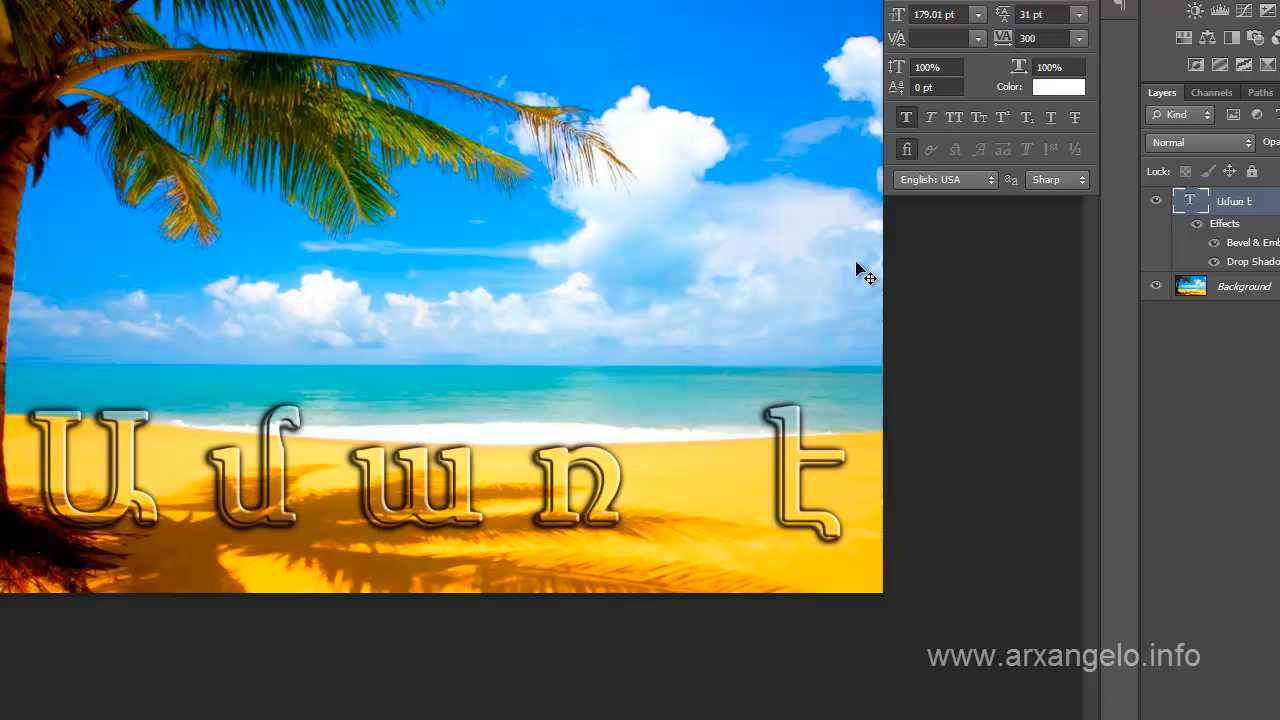 179.01 pt
31 pt
300
100%
100%
0 pt
Color:
English: USA
Sharp
Layers
Channels
Paths
Kind
Normal
Lock:
Ամառ է
Effects
Background
Ամառ է
www.arxangelo.info